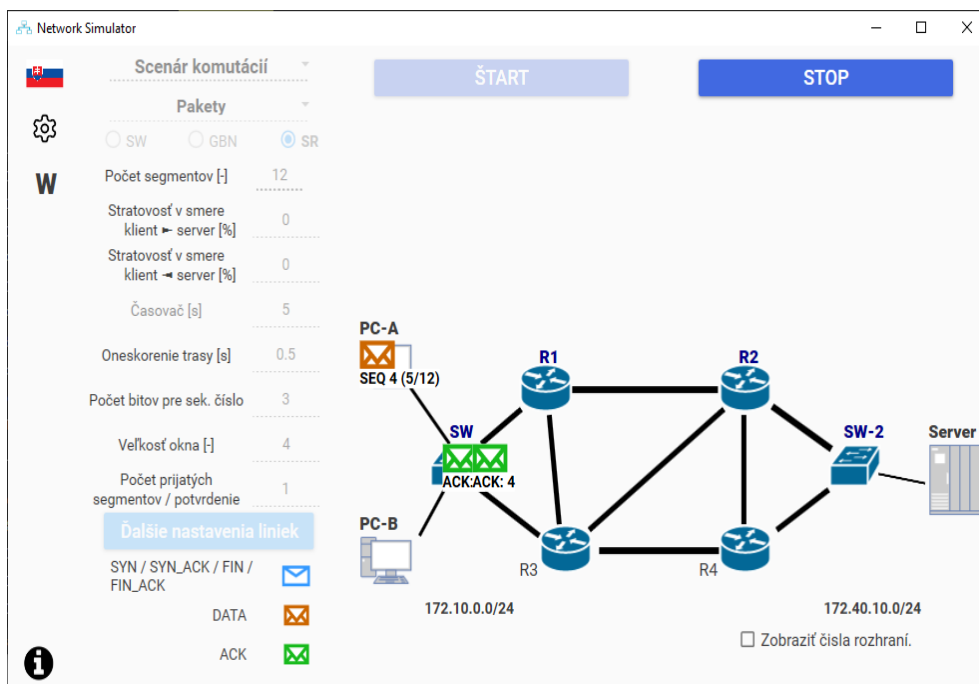 Network Simulator
Scenár komutácií
Pakety
SW GBN SR
W
Počet segmentov [-] 12
Stratovosť v smere
klient ► server [%] 0
Stratovosť v smere
klient ◄ server [%] 0
Časovač [s] 5
Oneskorenie trasy [s] 0.5
Počet bitov pre sek. číslo 3
Veľkosť okna [-] 4
Počet prijatých
segmentov / potvrdenie 1
Ďalšie nastavenia liniek
SYN / SYN_ACK / FIN /
FIN_ACK
DATA
ACK
ŠTART
STOP
PC-A
SEQ 4 (5/12)
R1
R2
SW
ACK:ACK: 4
SW-2
Server
PC-B
R3
R4
172.10.0.0/24
172.40.10.0/24
Zobraziť čisla rozhraní.